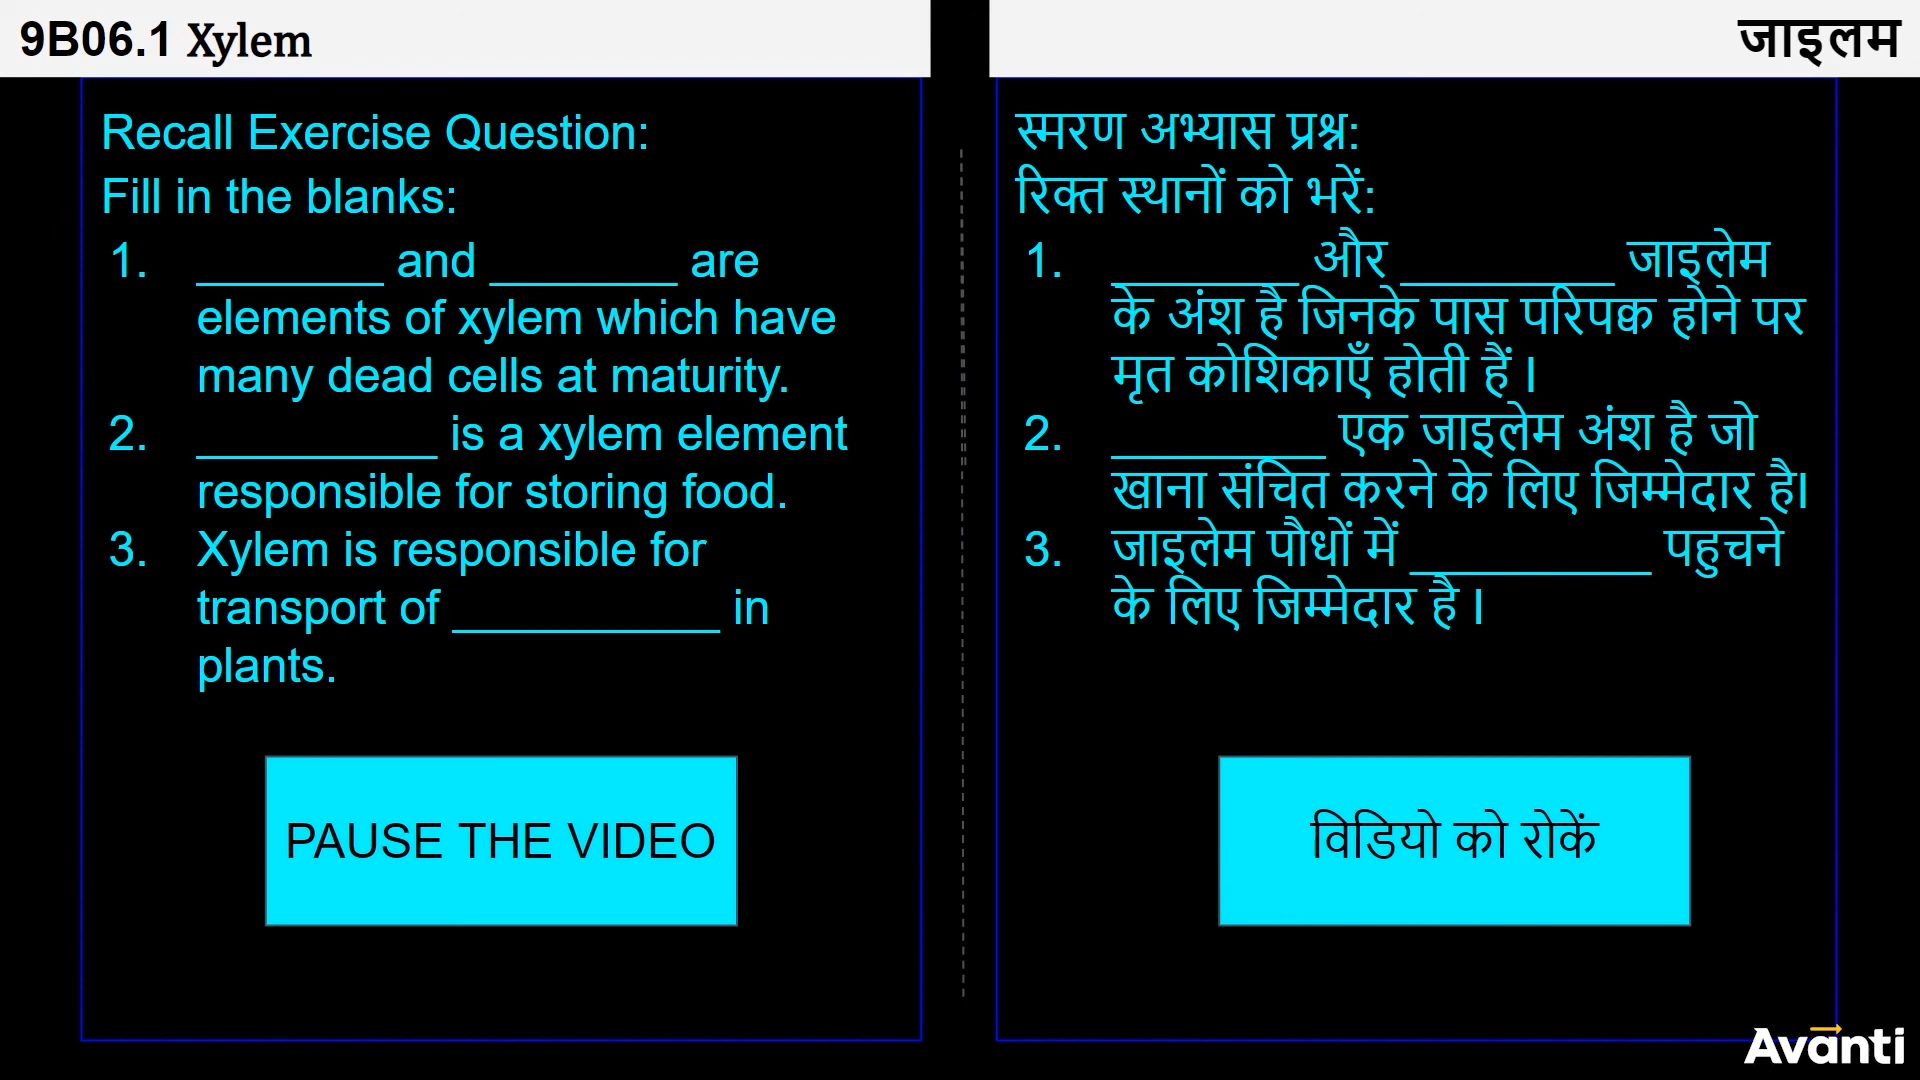 9B06.1 Xylem
जाइलम
Recall Exercise Question:
Fill in the blanks:
1. _______ and _______ are
elements of xylem which have
many dead cells at maturity.
2. _________ is a xylem element
responsible for storing food.
3. Xylem is responsible for
transport of __________ in
plants.
PAUSE THE VIDEO
स्मरण अभ्यास प्रश्न:
रिक्त स्थानों को भरें:
1. _______ और ________ जाइलेम
के अंश है जिनके पास परिपक्व होने पर
मृत कोशिकाएँ होती हैं।
2. ________ एक जाइलेम अंश है जो
खाना संचित करने के लिए जिम्मेदार है।
3. जाइलेम पौधों में _________ पहुचने
के लिए जिम्मेदार है।
विडियो को रोकें
Avanti